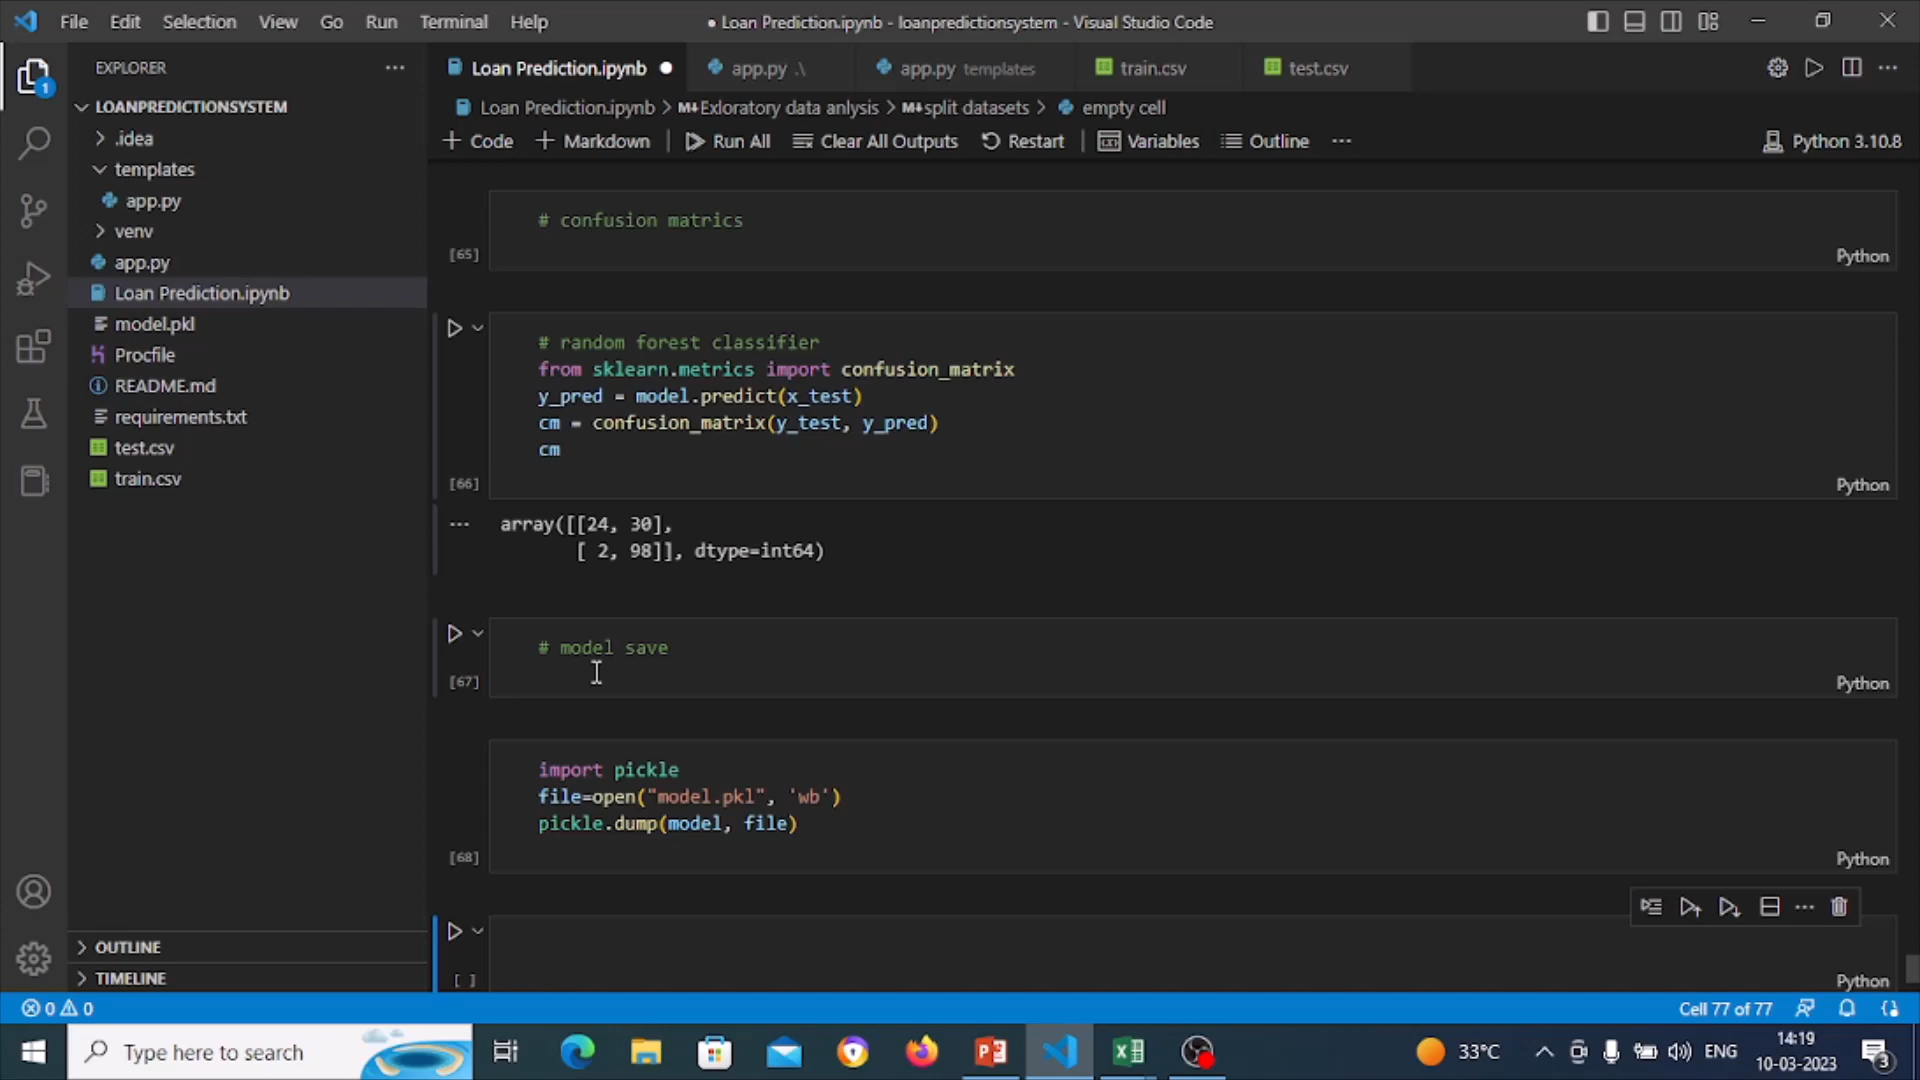 File Edit Selection View Go Run Terminal Help
● Loan Prediction.ipynb - loanpredictionsystem - Visual Studio Code
EXPLORER
LOANPREDICTIONSYSTEM
.idea
templates
app.py
venv
app.py
Loan Prediction.ipynb
model.pkl
Procfile
README.md
requirements.txt
test.csv
train.csv
OUTLINE
TIMELINE
1
Loan Prediction.ipynb ● app.py .\ app.py templates train.csv test.csv
Loan Prediction.ipynb > M↓Exloratory data anlysis > M↓split datasets > empty cell
+ Code + Markdown Run All Clear All Outputs Restart Variables Outline ... Python 3.10.8
# confusion matrics
[65] Python
# random forest classifier
from sklearn.metrics import confusion_matrix
y_pred = model.predict(x_test)
cm = confusion_matrix(y_test, y_pred)
cm
[66] Python
... array([[24, 30],
[ 2, 98]], dtype=int64)
# model save
[67] Python
import pickle
file=open("model.pkl", 'wb')
pickle.dump(model, file)
[68] Python
[ ] Python
0 0 Cell 77 of 77
Type here to search 33°C ENG 14:19
10-03-2023 3